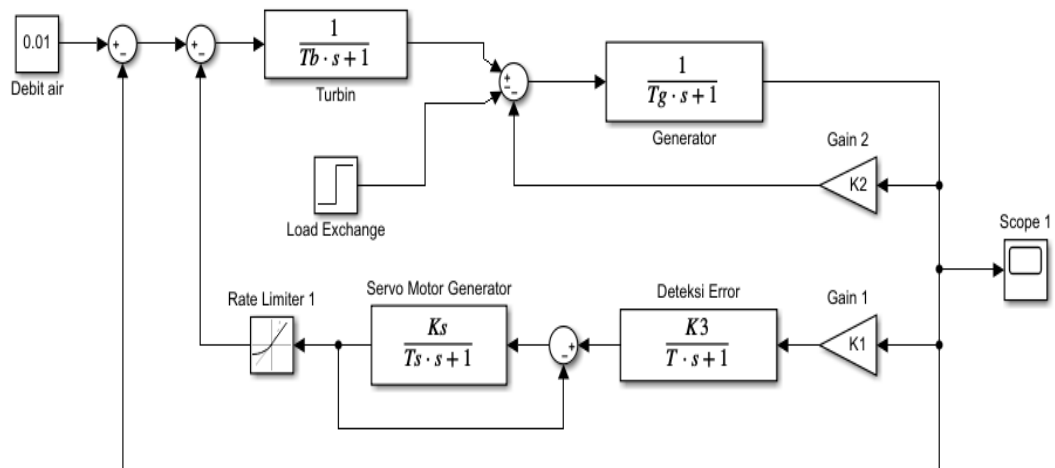 0.01
Debit air
+
−
+
−
1
Tb · s + 1
Turbin
+
−
−
1
Tg · s + 1
Generator
Gain 2
K2
Load Exchange
Scope 1
Rate Limiter 1
Servo Motor Generator
Ks
Ts · s + 1
−
+
Deteksi Error
K3
T · s + 1
Gain 1
K1